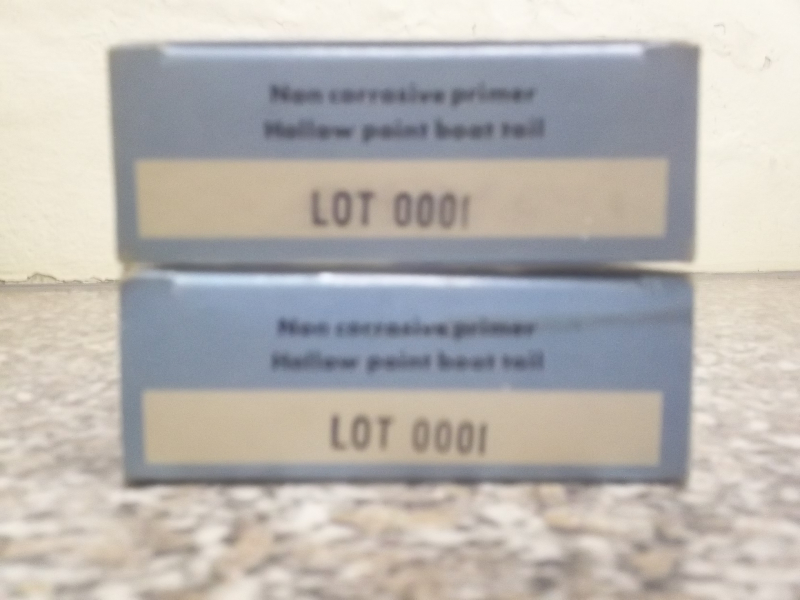 Non corrosive primer
Hollow point boat tail
LOT 0001
Non corrosive primer
Hollow point boat tail
LOT 0001